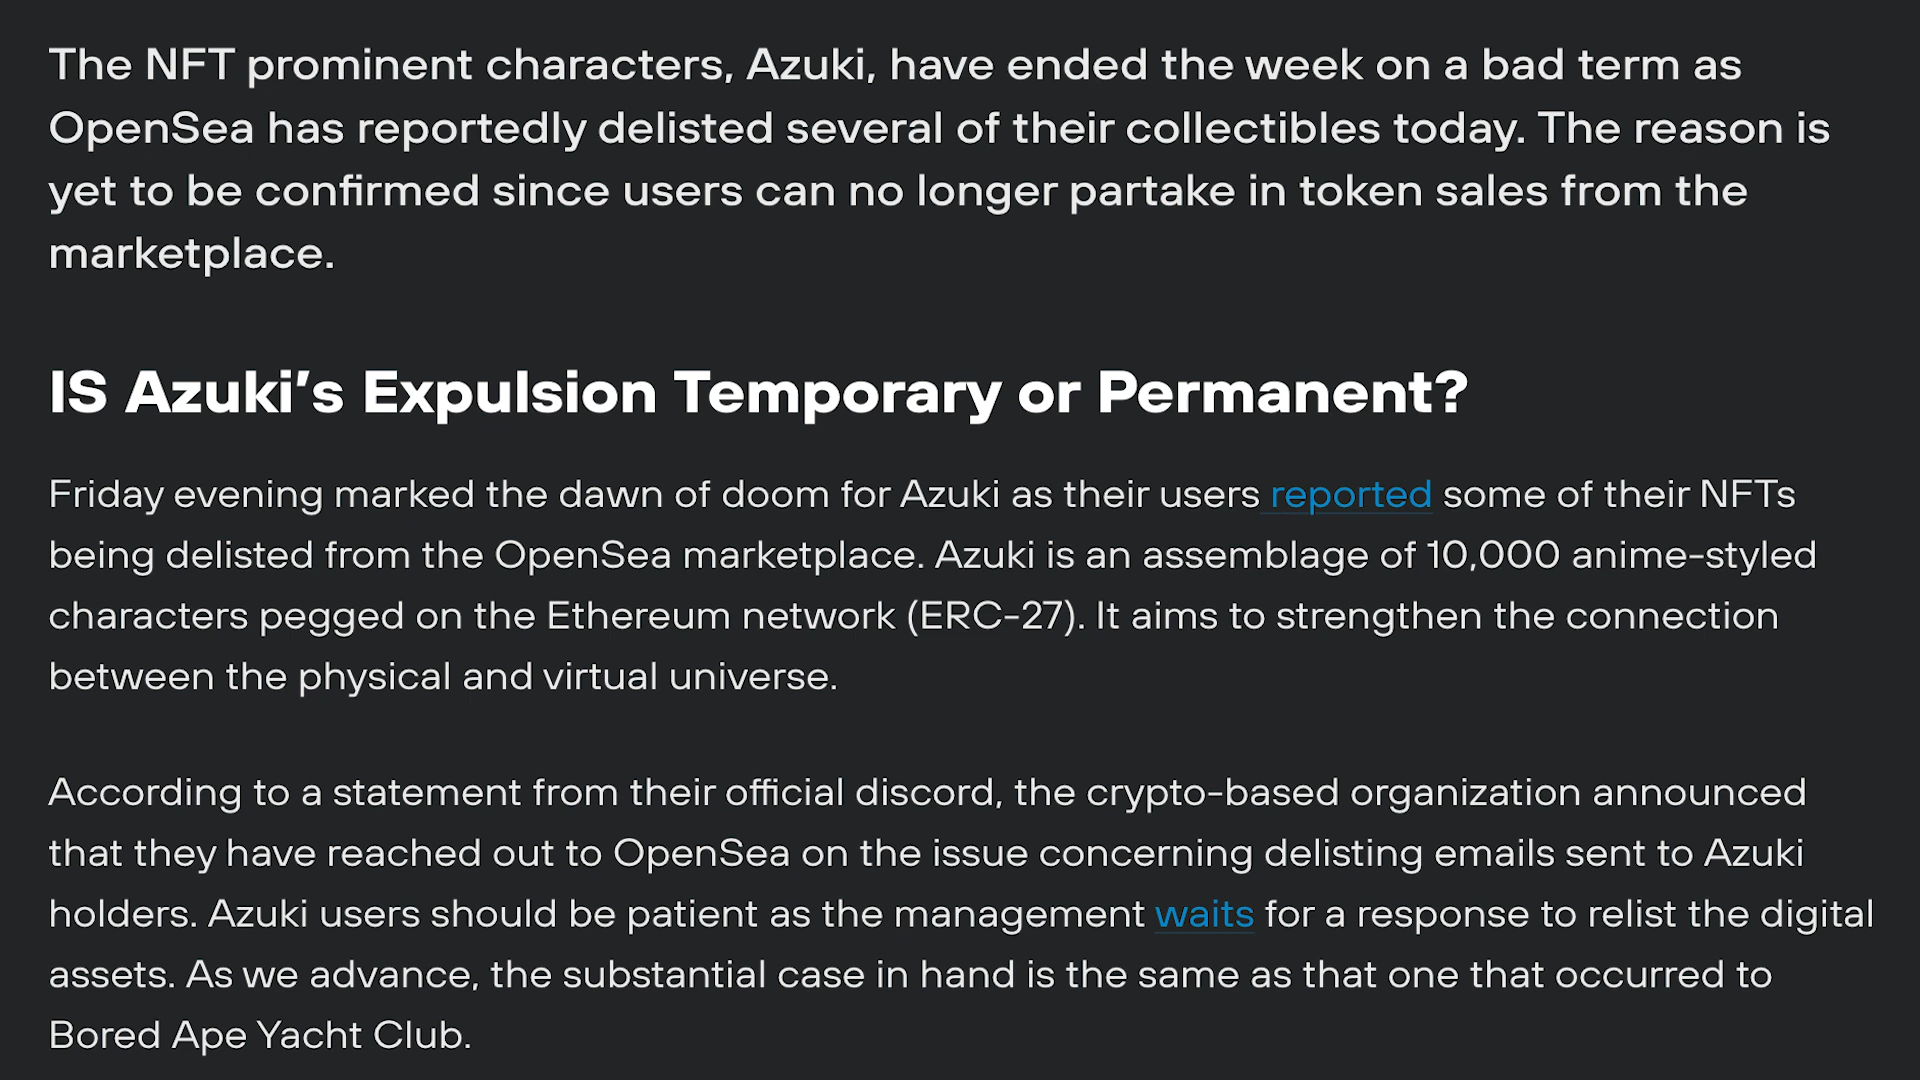 The NFT prominent characters, Azuki, have ended the week on a bad term as
OpenSea has reportedly delisted several of their collectibles today. The reason is
yet to be confirmed since users can no longer partake in token sales from the
marketplace.
IS Azuki’s Expulsion Temporary or Permanent?
Friday evening marked the dawn of doom for Azuki as their users reported some of their NFTs
being delisted from the OpenSea marketplace. Azuki is an assemblage of 10,000 anime-styled
characters pegged on the Ethereum network (ERC-27). It aims to strengthen the connection
between the physical and virtual universe.
According to a statement from their official discord, the crypto-based organization announced
that they have reached out to OpenSea on the issue concerning delisting emails sent to Azuki
holders. Azuki users should be patient as the management waits for a response to relist the digital
assets. As we advance, the substantial case in hand is the same as that one that occurred to
Bored Ape Yacht Club.